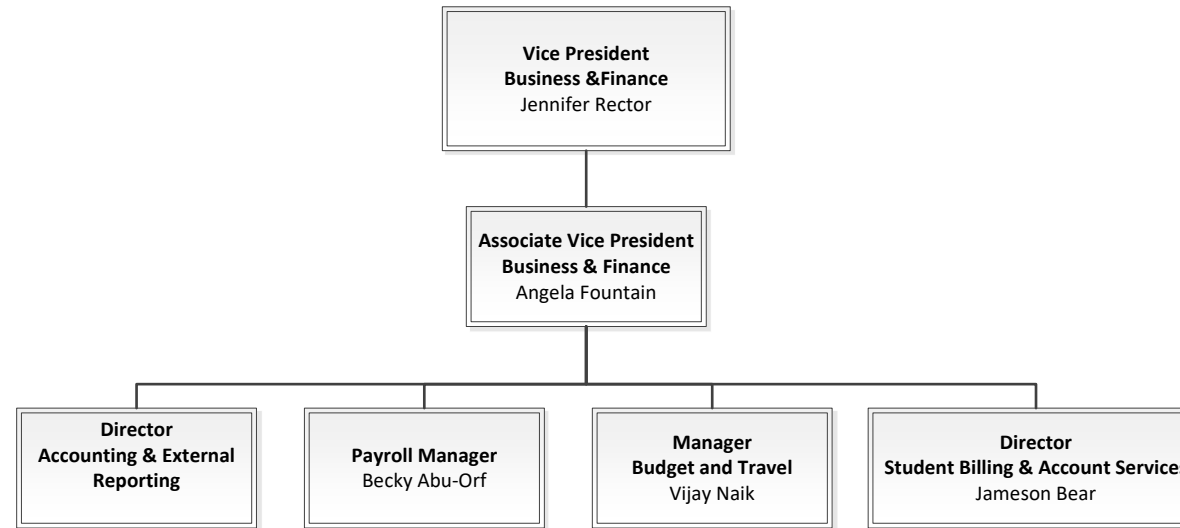 Vice President
Business &Finance
Jennifer Rector
Associate Vice President
Business & Finance
Angela Fountain
Director
Accounting & External
Reporting
Payroll Manager
Becky Abu-Orf
Manager
Budget and Travel
Vijay Naik
Director
Student Billing & Account Services
Jameson Bear